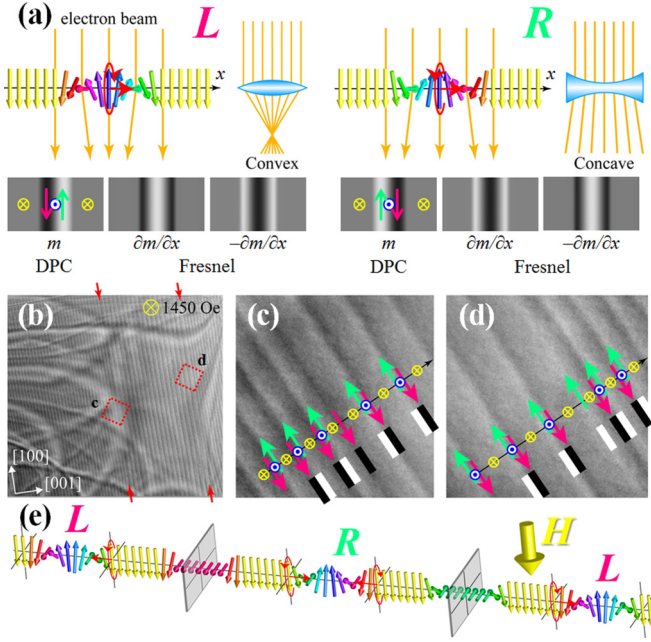 (a)
electron beam
L
R
x
x
Convex
Concave
m
∂m/∂x
−∂m/∂x
m
∂m/∂x
−∂m/∂x
DPC
Fresnel
DPC
Fresnel
(b)
1450 Oe
d
c
[100]
[001]
(c)
(d)
(e)
L
R
H
L